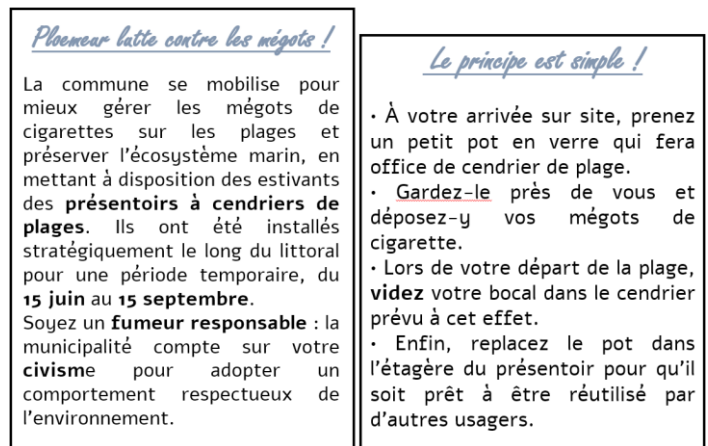 Ploemeur lutte contre les mégots !
La commune se mobilise pour
mieux gérer les mégots de
cigarettes sur les plages et
préserver l'écosystème marin, en
mettant à disposition des estivants
des présentoirs à cendriers de
plages. Ils ont été installés
stratégiquement le long du littoral
pour une période temporaire, du
15 juin au 15 septembre.
Soyez un fumeur responsable : la
municipalité compte sur votre
civisme pour adopter un
comportement respectueux de
l'environnement.
Le principe est simple !
• À votre arrivée sur site, prenez
un petit pot en verre qui fera
office de cendrier de plage.
• Gardez-le près de vous et
déposez-y vos mégots de
cigarette.
• Lors de votre départ de la plage,
videz votre bocal dans le cendrier
prévu à cet effet.
• Enfin, replacez le pot dans
l'étagère du présentoir pour qu'il
soit prêt à être réutilisé par
d'autres usagers.